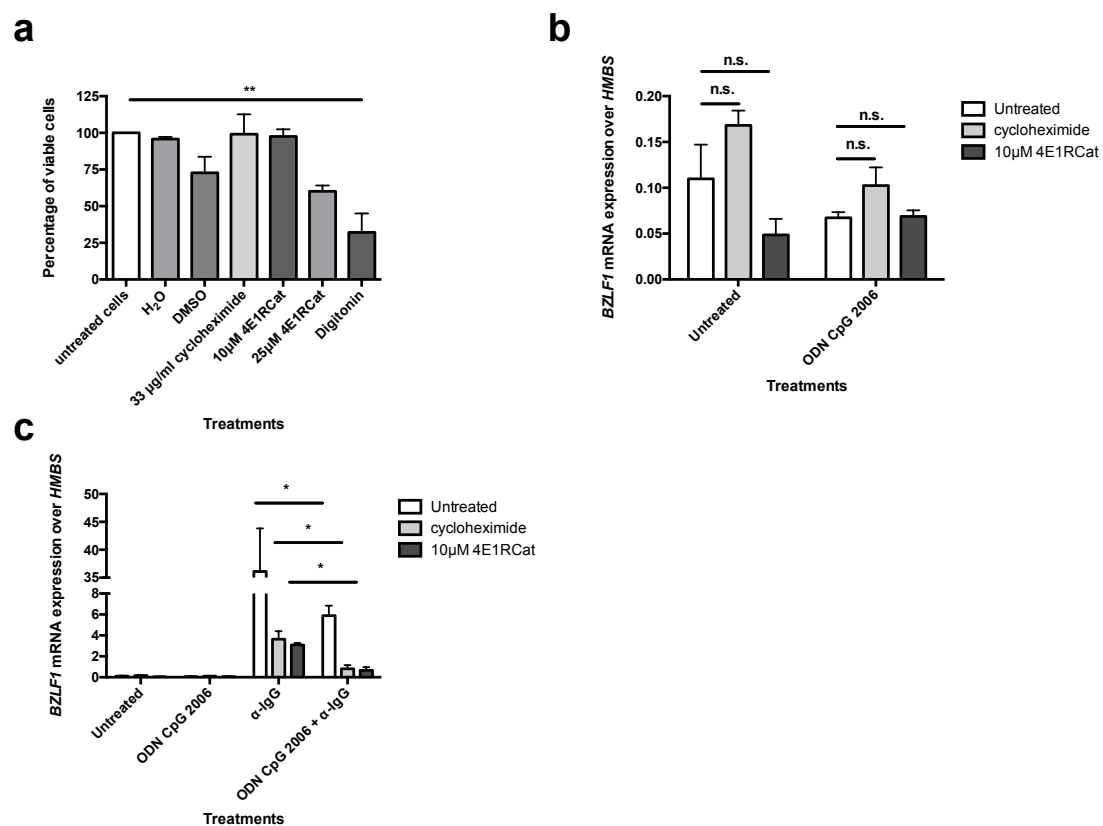 a
Percentage of viable cells
125
100
75
50
25
0
**
untreated cells
H₂O
DMSO
33 µg/ml cycloheximide
10µM 4E1RCat
25µM 4E1RCat
Digitonin
Treatments
b
BZLF1 mRNA expression over HMBS
0.20
0.15
0.10
0.05
0.00
n.s.
n.s.
n.s.
n.s.
Untreated
ODN CpG 2006
Treatments
Untreated
cycloheximide
10µM 4E1RCat
c
BZLF1 mRNA expression over HMBS
50
45
40
35
8
6
4
2
0
*
*
*
Untreated
ODN CpG 2006
α-IgG
ODN CpG 2006 + α-IgG
Treatments
Untreated
cycloheximide
10µM 4E1RCat